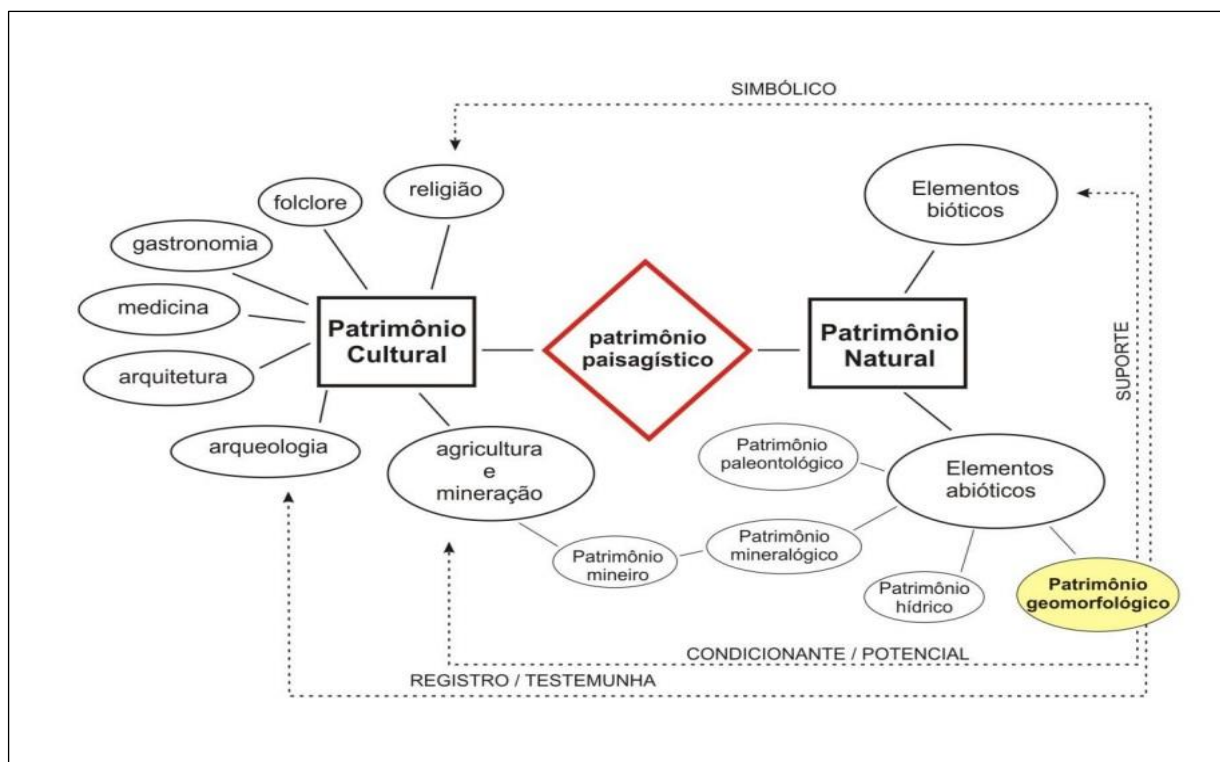 SIMBÓLICO
religião
folclore
Elementos
bióticos
gastronomia
medicina
Patrimônio
Cultural
patrimônio
paisagístico
Patrimônio
Natural
SUPORTE
arquitetura
arqueologia
agricultura
e
mineração
Patrimônio
paleontológico
Elementos
abióticos
Patrimônio
mineiro
Patrimônio
mineralógico
Patrimônio
hídrico
Patrimônio
geomorfológico
CONDICIONANTE / POTENCIAL
REGISTRO / TESTEMUNHA